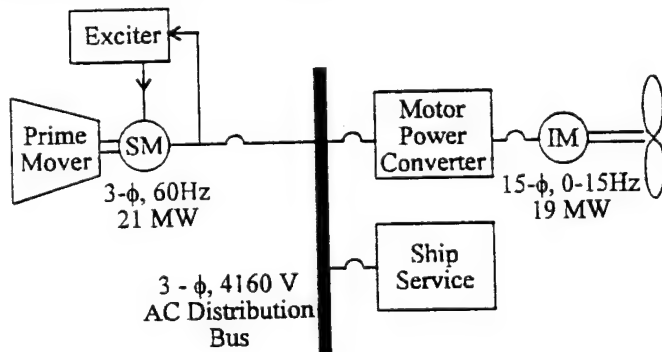 Exciter
Prime
Mover
SM
3-ϕ, 60Hz
21 MW
Motor
Power
Converter
IM
15-ϕ, 0-15Hz
19 MW
Ship
Service
3 - ϕ, 4160 V
AC Distribution
Bus